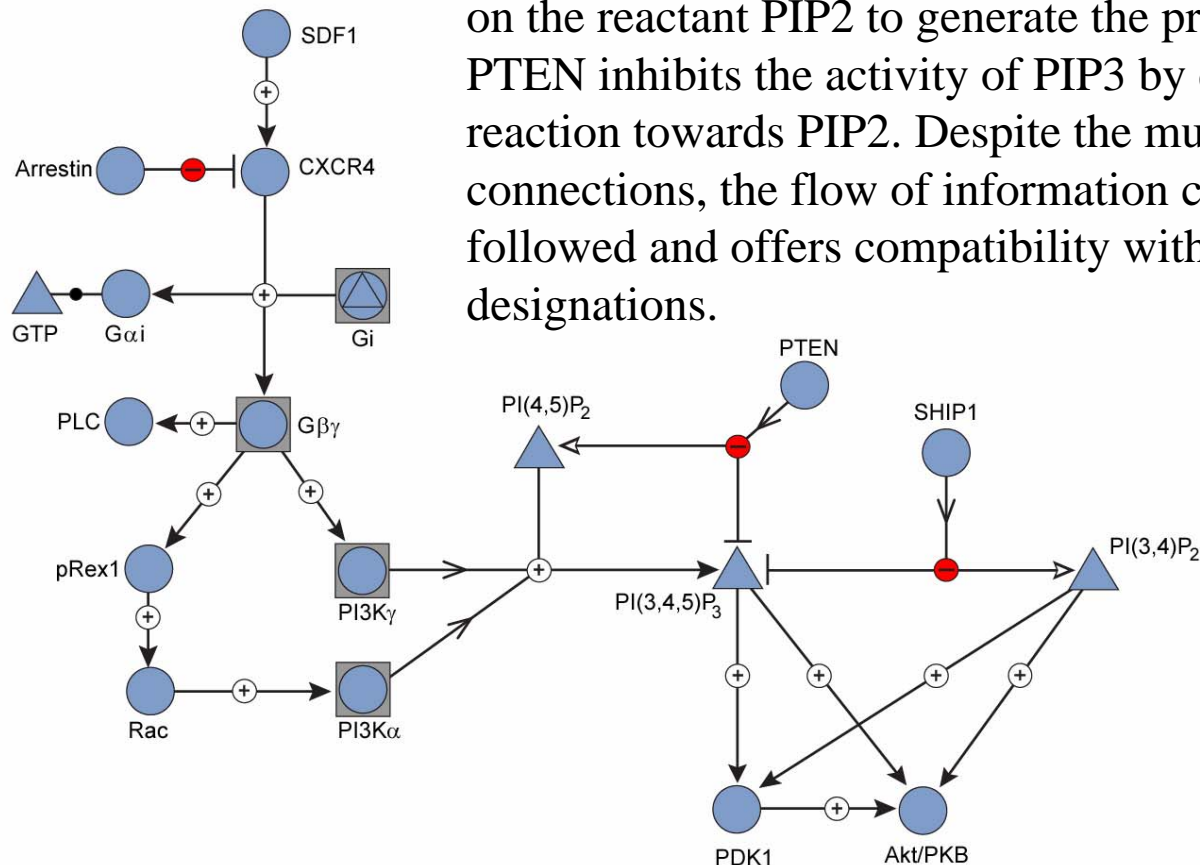 on the reactant PIP2 to generate the pr
PTEN inhibits the activity of PIP3 by
reaction towards PIP2. Despite the mu
connections, the flow of information
followed and offers compatibility with
designations.
SDF1
+
Arrestin
−
CXCR4
GTP
Gαi
+
Gi
PLC
+
Gβγ
+
+
pRex1
PI3Kγ
+
Rac
+
PI3Kα
PI(4,5)P2
+
PTEN
−
PI(3,4,5)P3
SHIP1
−
PI(3,4)P2
+
+
+
+
PDK1
+
Akt/PKB